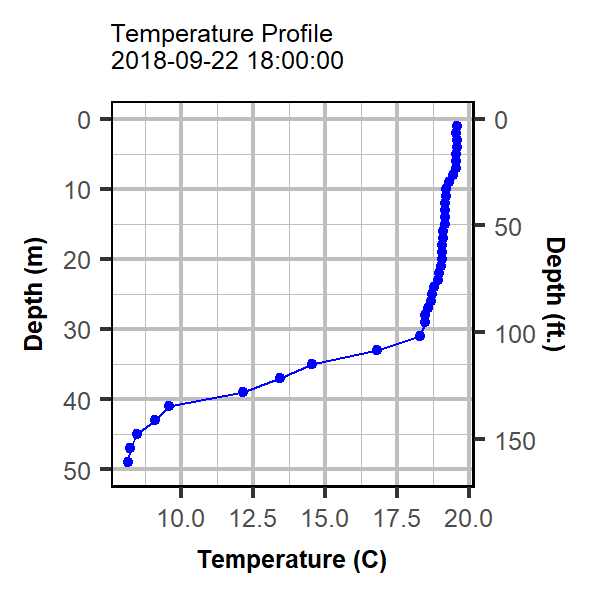 Temperature Profile
2018-09-22 18:00:00
0
10
20
30
40
50
Depth (m)
0
50
100
150
Depth (ft.)
10.0 12.5 15.0 17.5 20.0
Temperature (C)